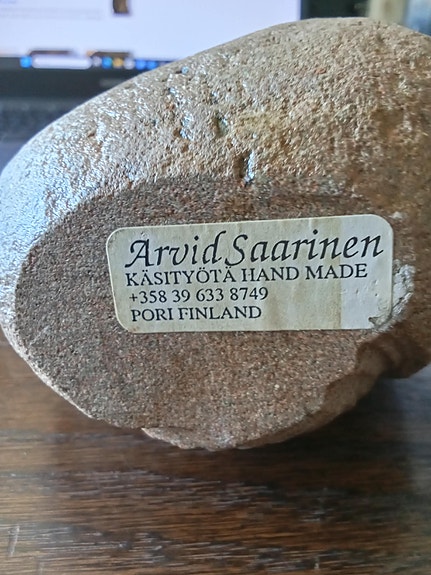 Arvid Saarinen
KÄSITYÖTÄ HAND MADE
+358 39 633 8749
PORI FINLAND